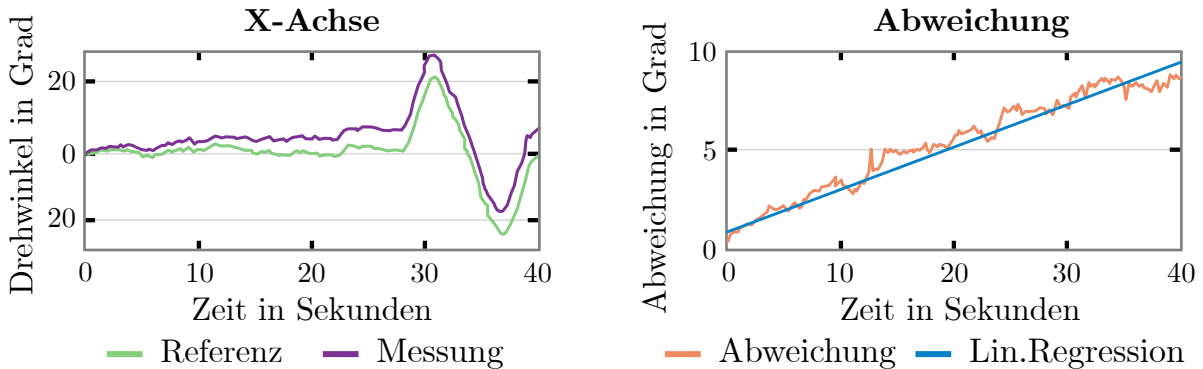 X-Achse
Drehwinkel in Grad
20
0
20
0 10 20 30 40
Zeit in Sekunden
Referenz Messung
Abweichung
Abweichung in Grad
10
5
0
0 10 20 30 40
Zeit in Sekunden
Abweichung Lin.Regression